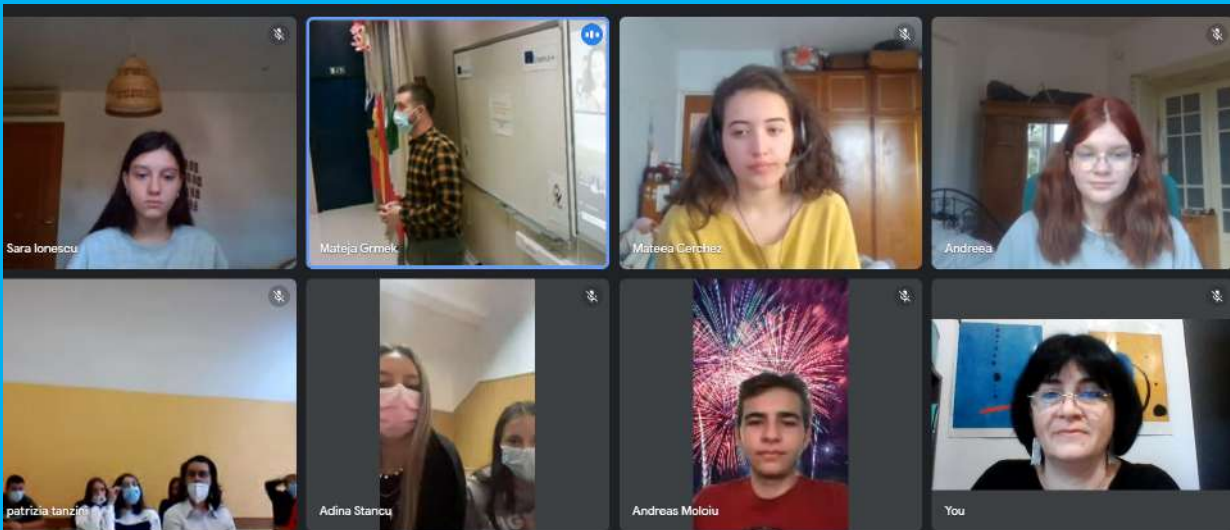 Sara Ionescu
Mateja Grmek
Mateea Cerchez
Andreea
patrizia tanzini
Adina Stancu
Andreas Moloiu
You